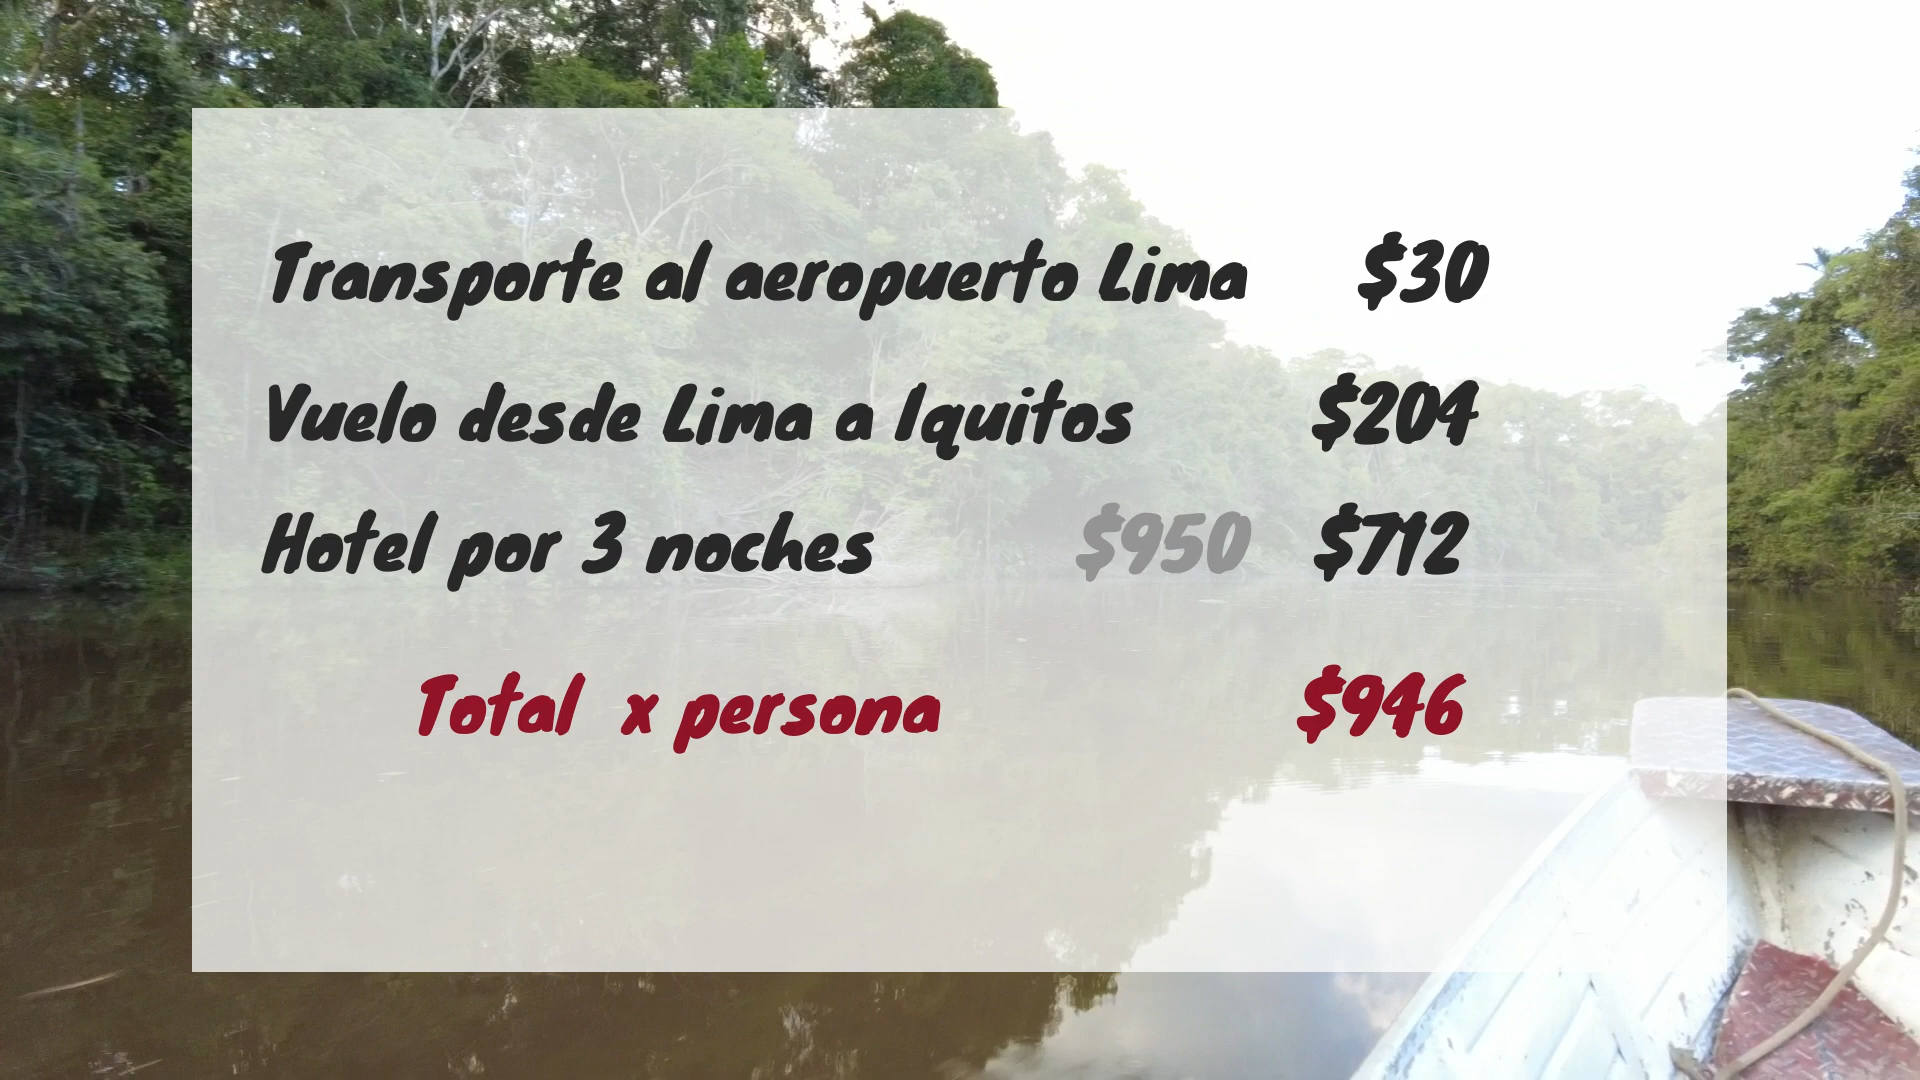 Transporte al aeropuerto Lima $30
Vuelo desde Lima a Iquitos $204
Hotel por 3 noches $950 $712
Total x persona $946